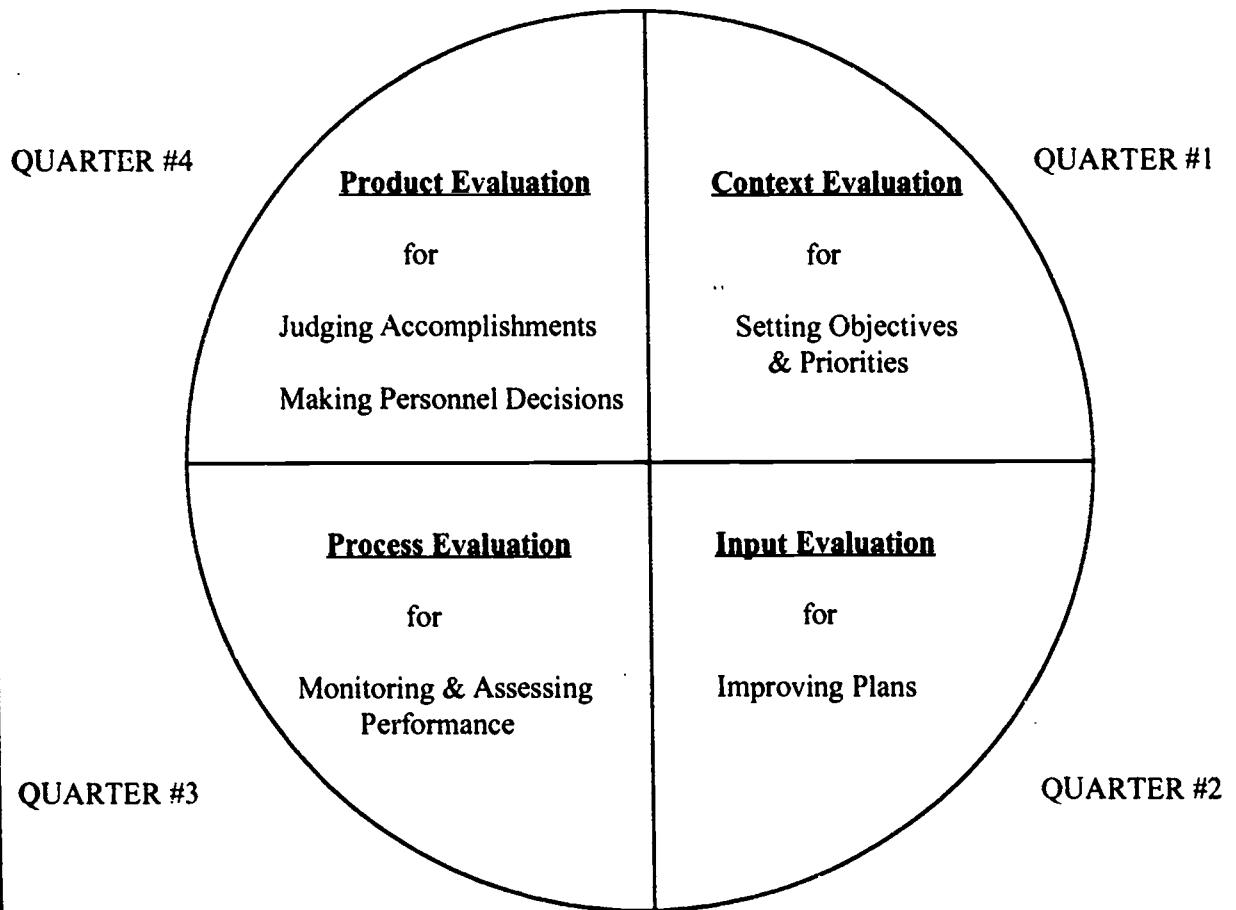 QUARTER #4
Product Evaluation
for
Judging Accomplishments
Making Personnel Decisions
QUARTER #1
Context Evaluation
for
Setting Objectives
& Priorities
QUARTER #3
Process Evaluation
for
Monitoring & Assessing
Performance
QUARTER #2
Input Evaluation
for
Improving Plans